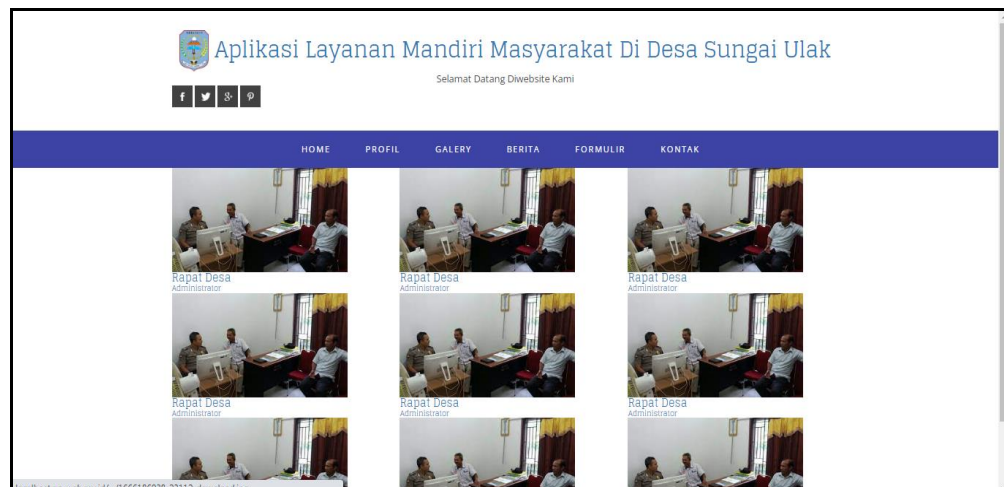 Aplikasi Layanan Mandiri Masyarakat Di Desa Sungai Ulak
Selamat Datang Diwebsite Kami
HOME PROFIL GALERY BERITA FORMULIR KONTAK
Rapat Desa Rapat Desa Rapat Desa
Administrator Administrator Administrator
Rapat Desa Rapat Desa Rapat Desa
Administrator Administrator Administrator